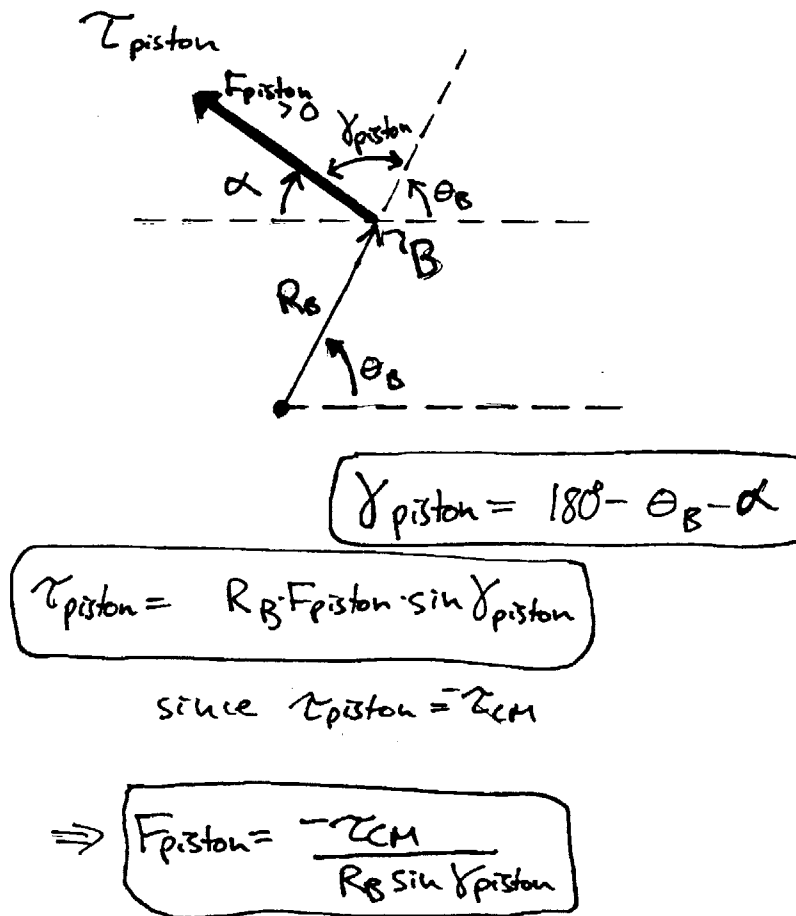 τpiston
Fpiston
>0
γpiston
α
θB
τB
RB
θB
γpiston = 180° - θB - α
τpiston = RB·Fpiston·sin γpiston
since τpiston = -τCM
⇒ Fpiston = -τCM
RB sin γpiston